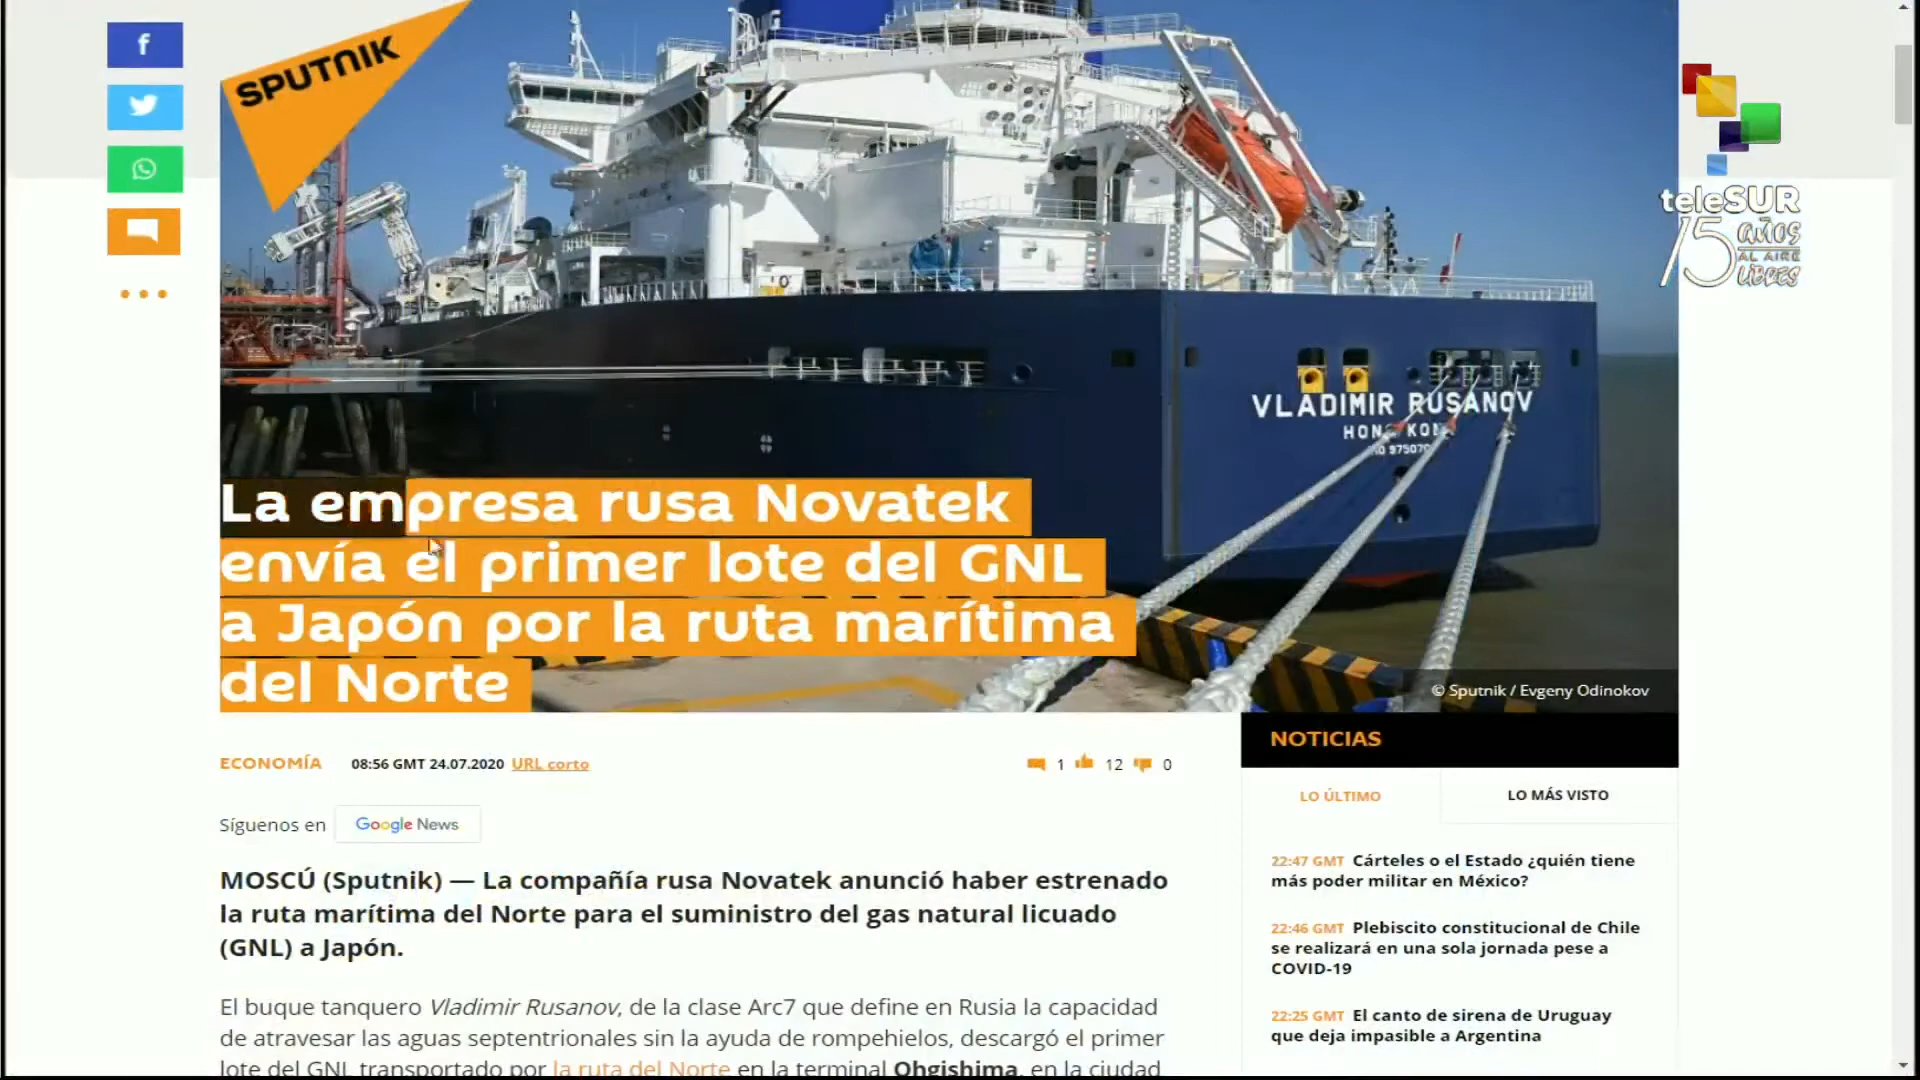 SPUTNIK
teleSUR
15 AÑOS
AL AIRE
LIBRES
VLADIMIR RUSANOV
HONG KONG
La empresa rusa Novatek
envía el primer lote del GNL
a Japón por la ruta marítima
del Norte
© Sputnik / Evgeny Odinokov
ECONOMÍA 08:56 GMT 24.07.2020 URL corto
1 12 0
Síguenos en Google News
MOSCÚ (Sputnik) — La compañía rusa Novatek anunció haber estrenado
la ruta marítima del Norte para el suministro del gas natural licuado
(GNL) a Japón.
El buque tanquero Vladimir Rusanov, de la clase Arc7 que define en Rusia la capacidad
de atravesar las aguas septentrionales sin la ayuda de rompehielos, descargó el primer
lote del GNL transportado por la ruta del Norte en la terminal Ohgishima, en la ciudad
NOTICIAS
LO ÚLTIMO
LO MÁS VISTO
22:47 GMT Cárteles o el Estado ¿quién tiene
más poder militar en México?
22:46 GMT Plebiscito constitucional de Chile
se realizará en una sola jornada pese a
COVID-19
22:25 GMT El canto de sirena de Uruguay
que deja impasible a Argentina